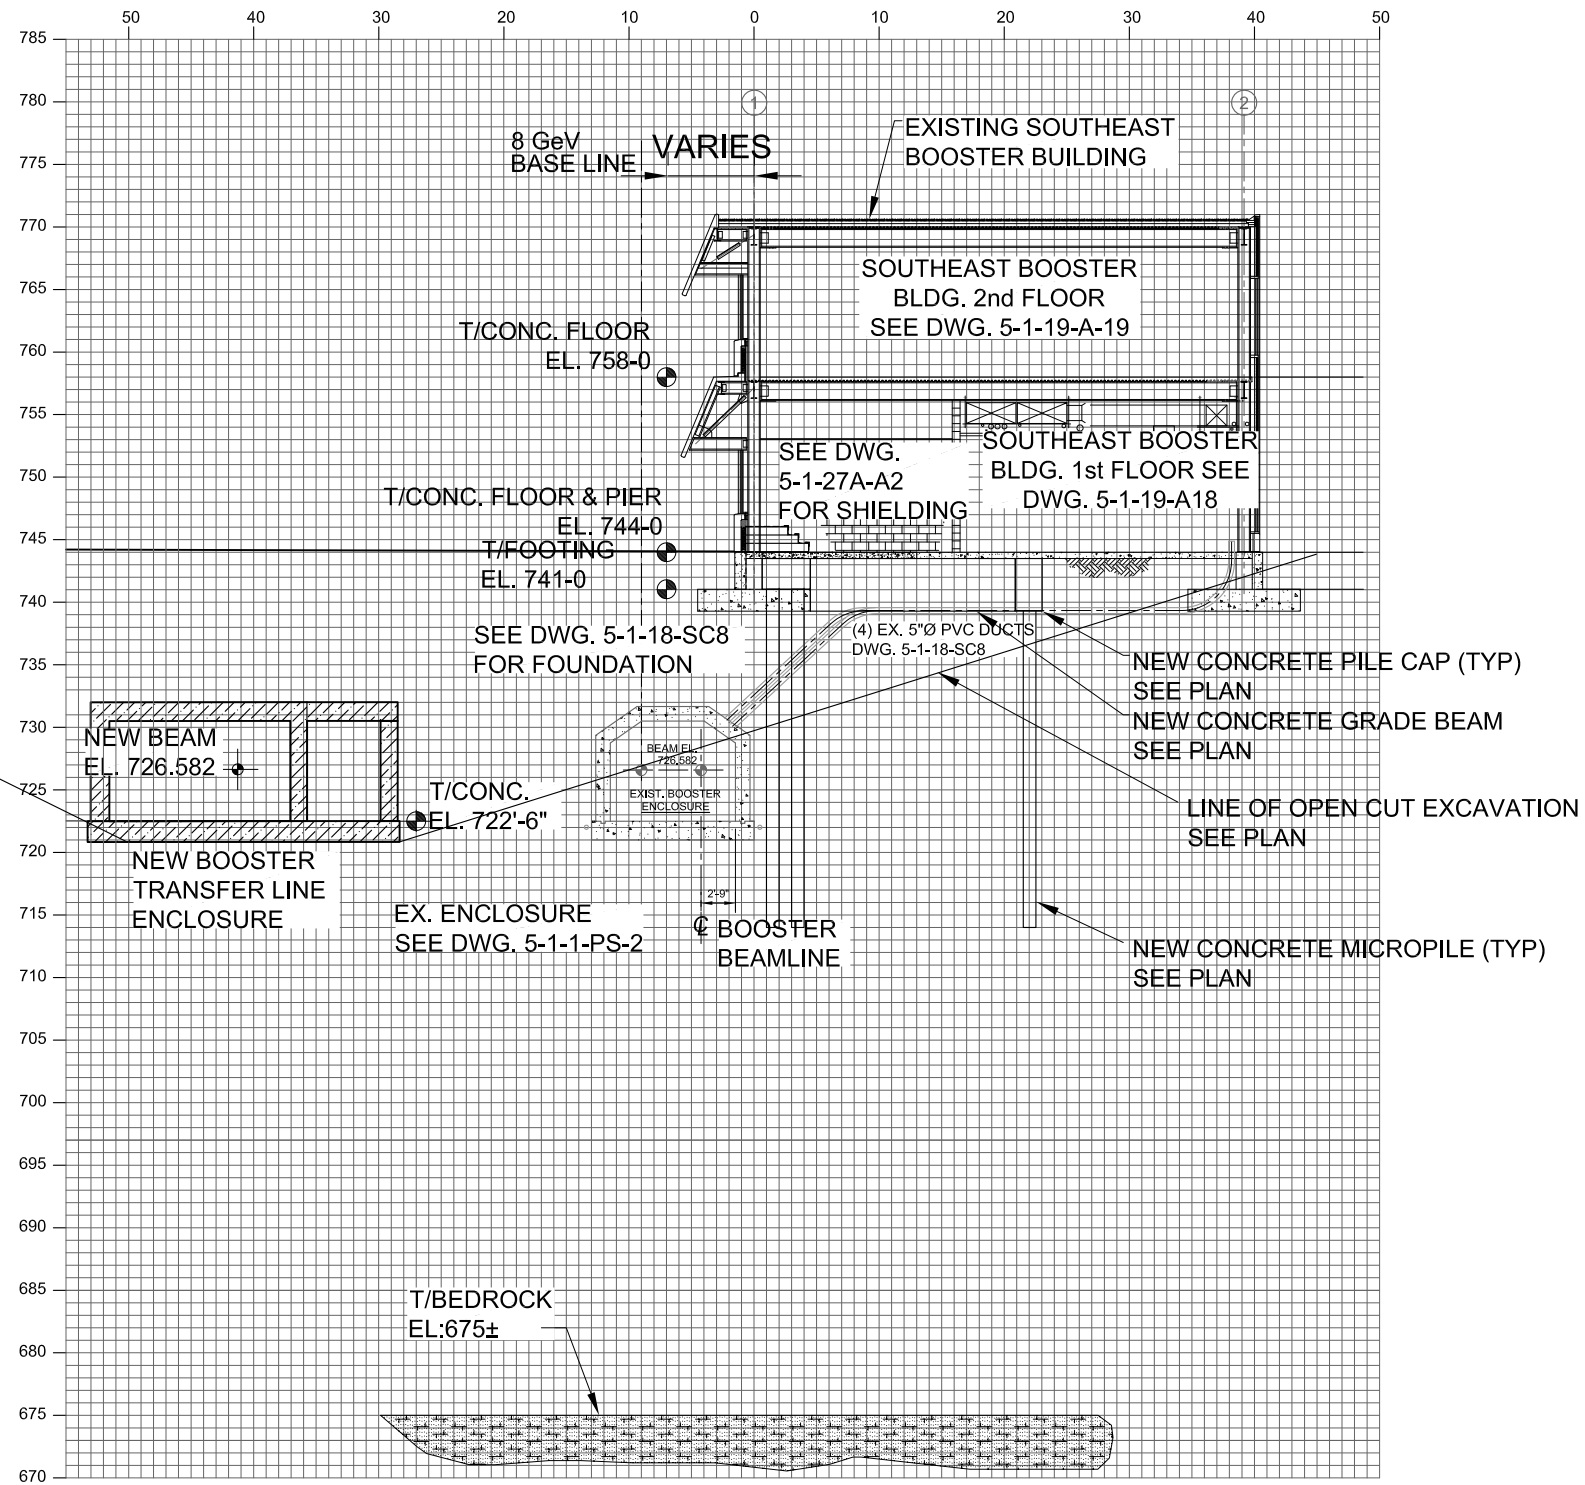 50 40 30 20 10 0 10 20 30 40 50
785
780
775
770
765
760
755
750
745
740
735
730
725
720
715
710
705
700
695
690
685
680
675
670
1
2
8 GeV
BASE LINE
VARIES
EXISTING SOUTHEAST
BOOSTER BUILDING
SOUTHEAST BOOSTER
BLDG. 2nd FLOOR
SEE DWG. 5-1-19-A-19
T/CONC. FLOOR
EL. 758-0
SEE DWG.
5-1-27A-A2
FOR SHIELDING
SOUTHEAST BOOSTER
BLDG. 1st FLOOR SEE
DWG. 5-1-19-A18
T/CONC. FLOOR & PIER
EL. 744-0
T/FOOTING
EL. 741-0
SEE DWG. 5-1-18-SC8
FOR FOUNDATION
(4) EX. 5"Ø PVC DUCTS
DWG. 5-1-18-SC8
NEW CONCRETE PILE CAP (TYP)
SEE PLAN
NEW CONCRETE GRADE BEAM
SEE PLAN
NEW BEAM
EL. 726.582
BEAM EL.
726.582
EXIST. BOOSTER
ENCLOSURE
T/CONC.
EL. 722'-6"
LINE OF OPEN CUT EXCAVATION
SEE PLAN
NEW BOOSTER
TRANSFER LINE
ENCLOSURE
EX. ENCLOSURE
SEE DWG. 5-1-1-PS-2
2'-9"
℄ BOOSTER
BEAMLINE
NEW CONCRETE MICROPILE (TYP)
SEE PLAN
T/BEDROCK
EL:675±